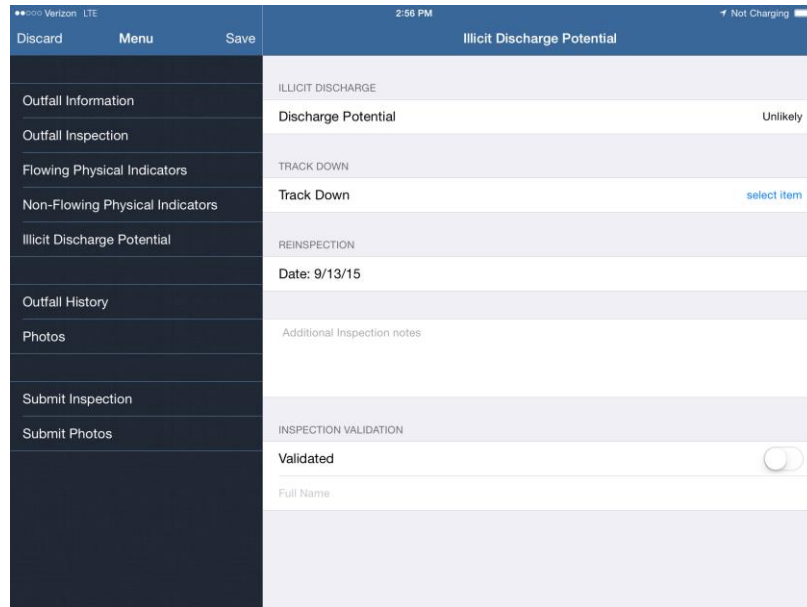 Verizon LTE 2:56 PM Not Charging
Discard Menu Save Illicit Discharge Potential
Outfall Information
Outfall Inspection
Flowing Physical Indicators
Non-Flowing Physical Indicators
Illicit Discharge Potential
Outfall History
Photos
Submit Inspection
Submit Photos
ILLICIT DISCHARGE
Discharge Potential Unlikely
TRACK DOWN
Track Down select item
REINSPECTION
Date: 9/13/15
Additional Inspection notes
INSPECTION VALIDATION
Validated
Full Name